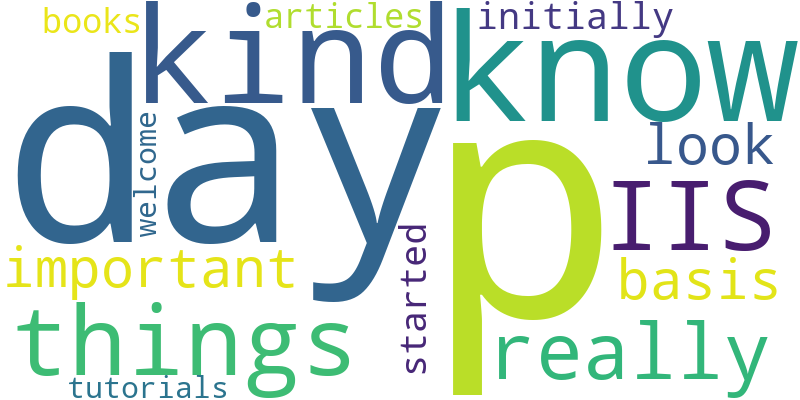 books
kind
articles
initially
know
day
welcome
p
look
IIS
important
started
basis
things
really
tutorials